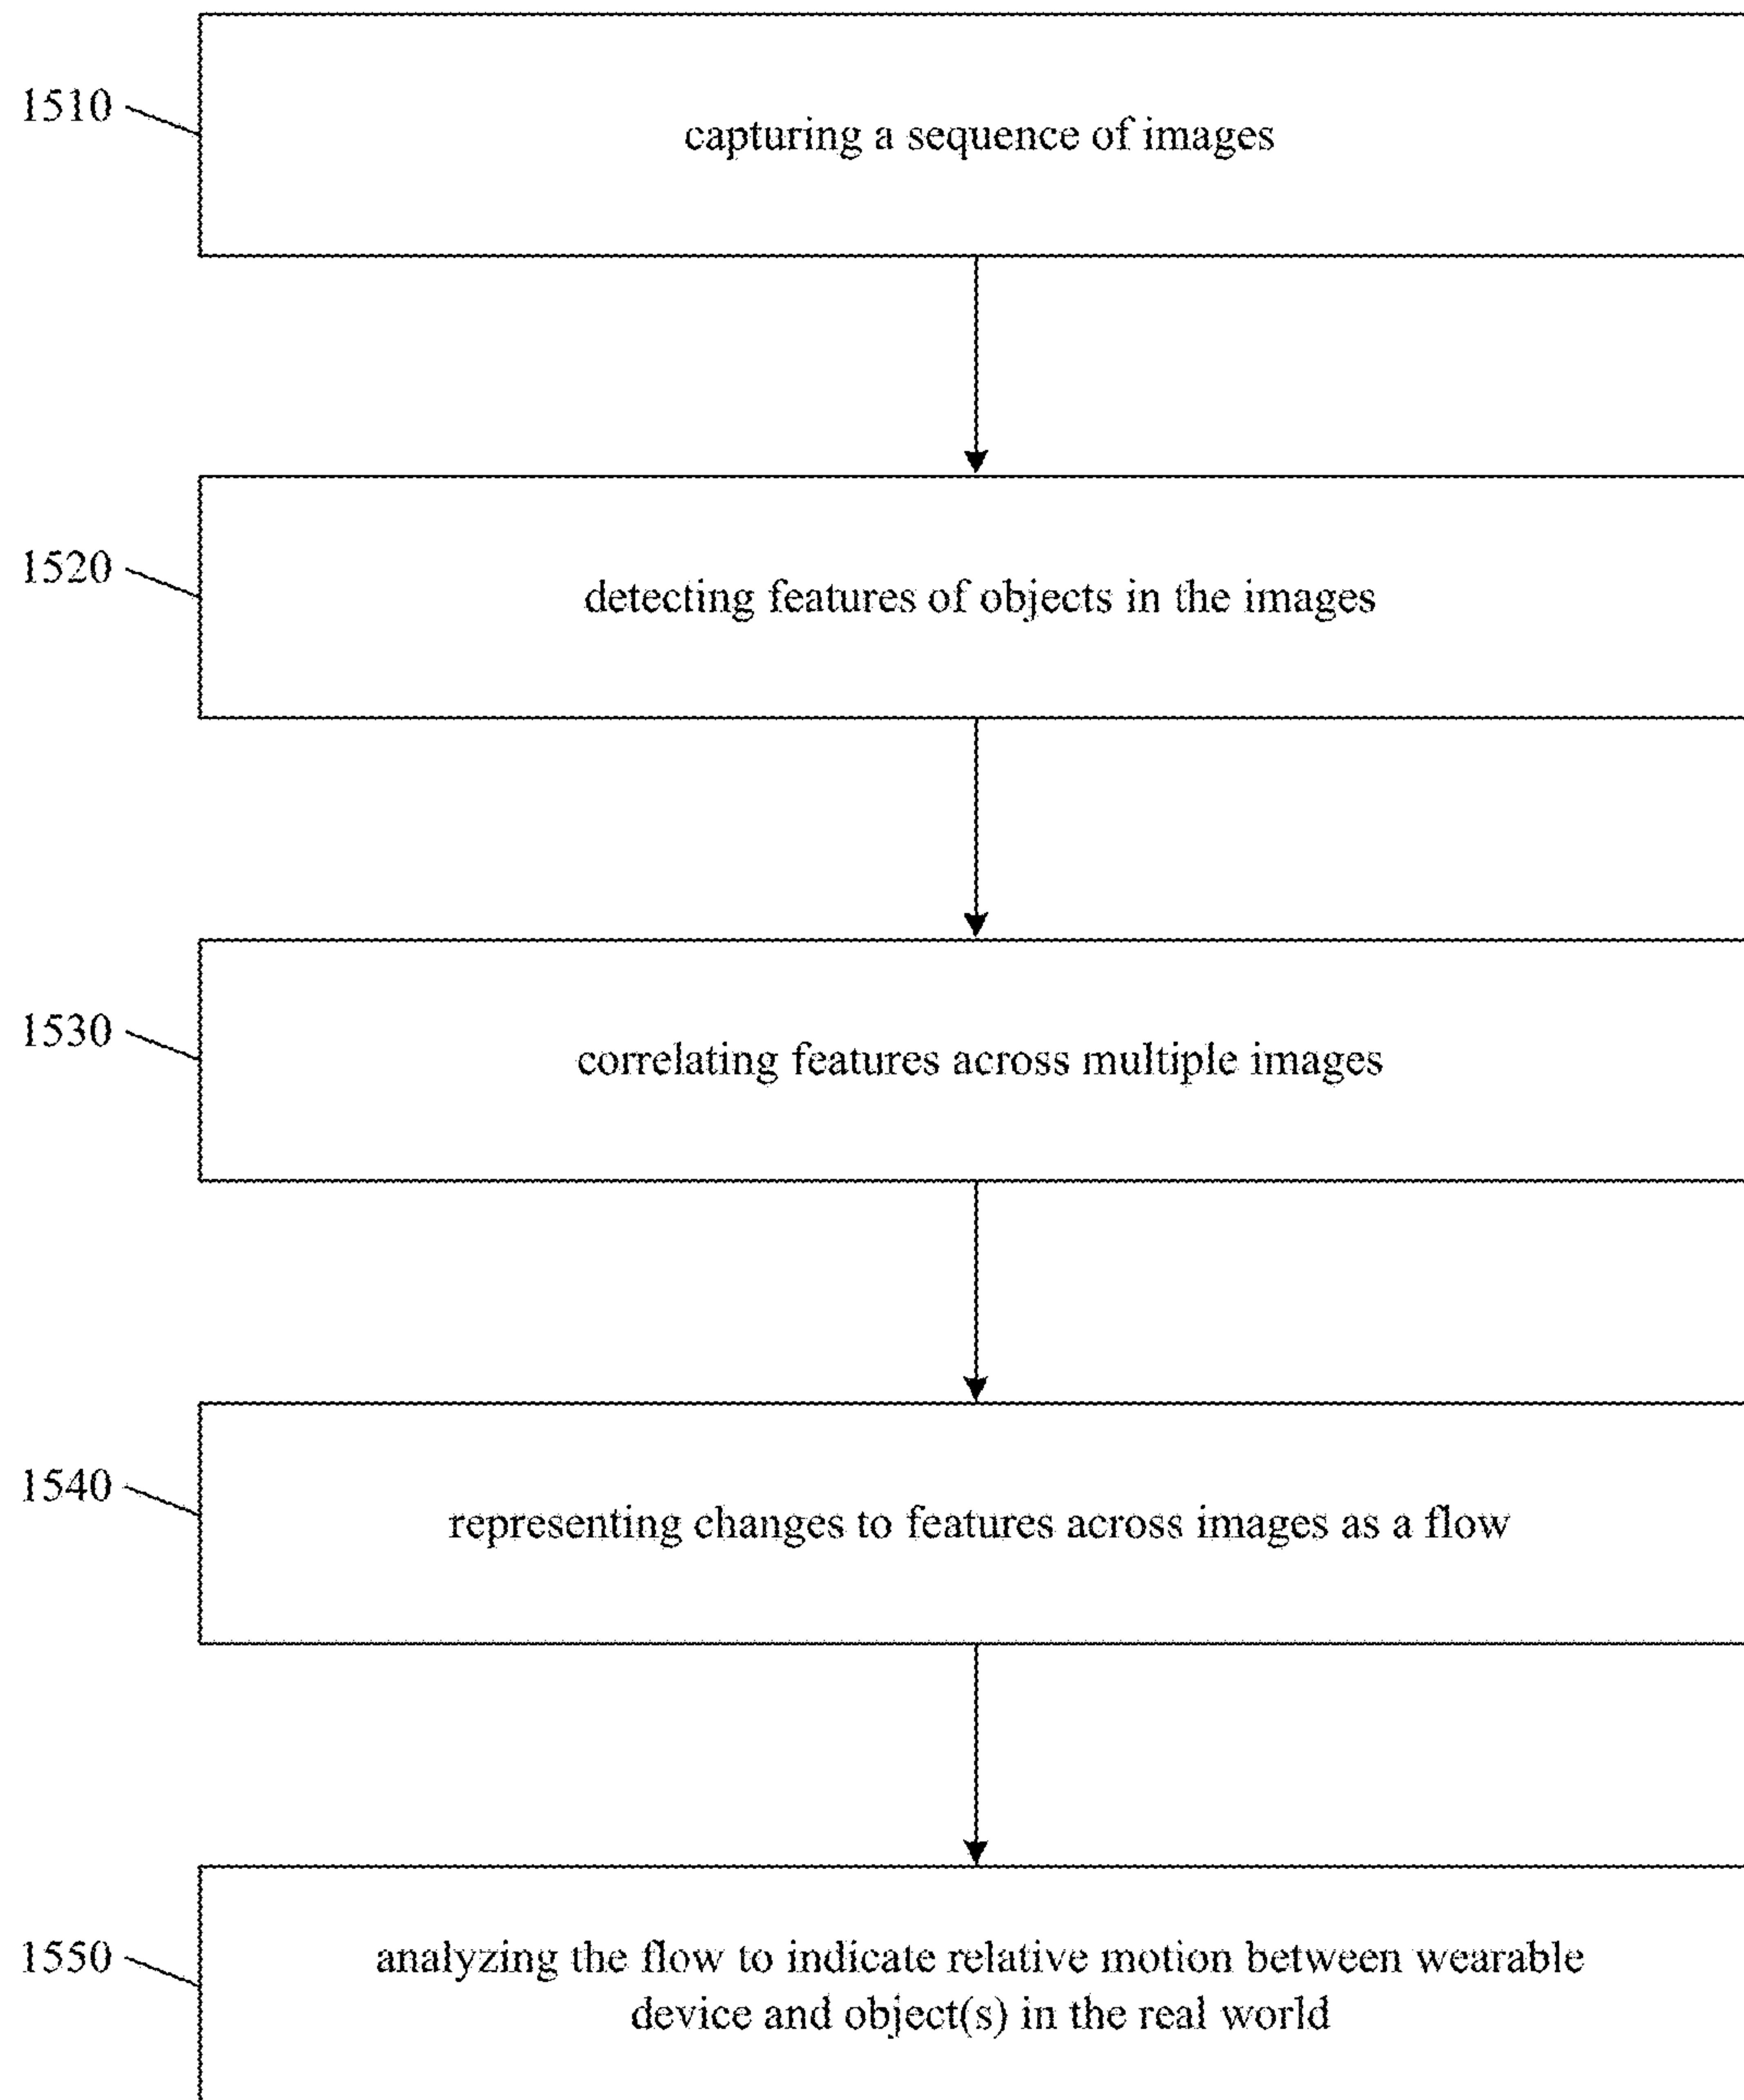 1510
capturing a sequence of images
1520
detecting features of objects in the images
1530
correlating features across multiple images
1540
representing changes to features across images as a flow
1550
analyzing the flow to indicate relative motion between wearable
device and object(s) in the real world